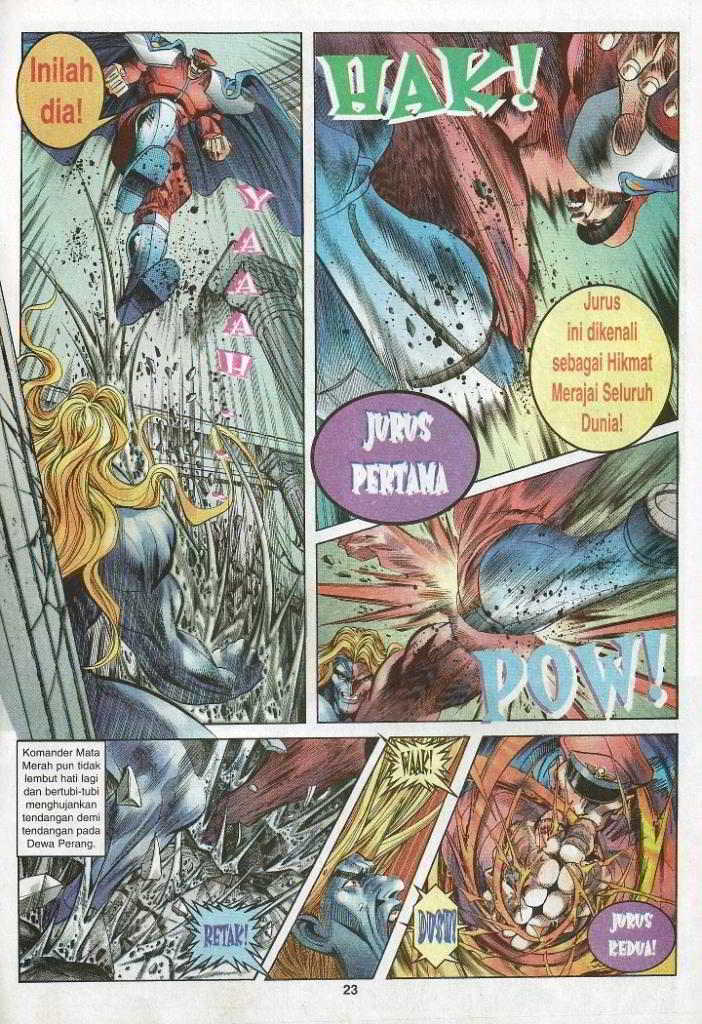 Inilah
dia!
YAAAH
HAK!
Jurus
ini dikenali
sebagai Hikmat
Merajai Seluruh
Dunia!
JURUS
PERTAMA
POW!
Komander Mata
Merah pun tidak
lembut hati lagi
dan bertubi-tubi
menghujankan
tendangan demi
tendangan pada
Dewa Perang.
RETAK!
WAAK!
DUSH!
JURUS
KEDUA!
23